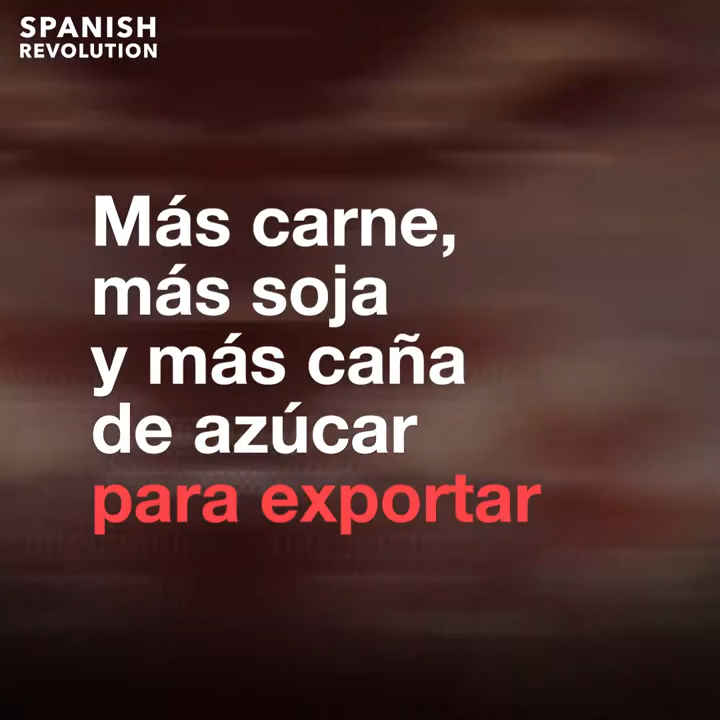 SPANISH
REVOLUTION
Más carne,
más soja
y más caña
de azúcar
para exportar